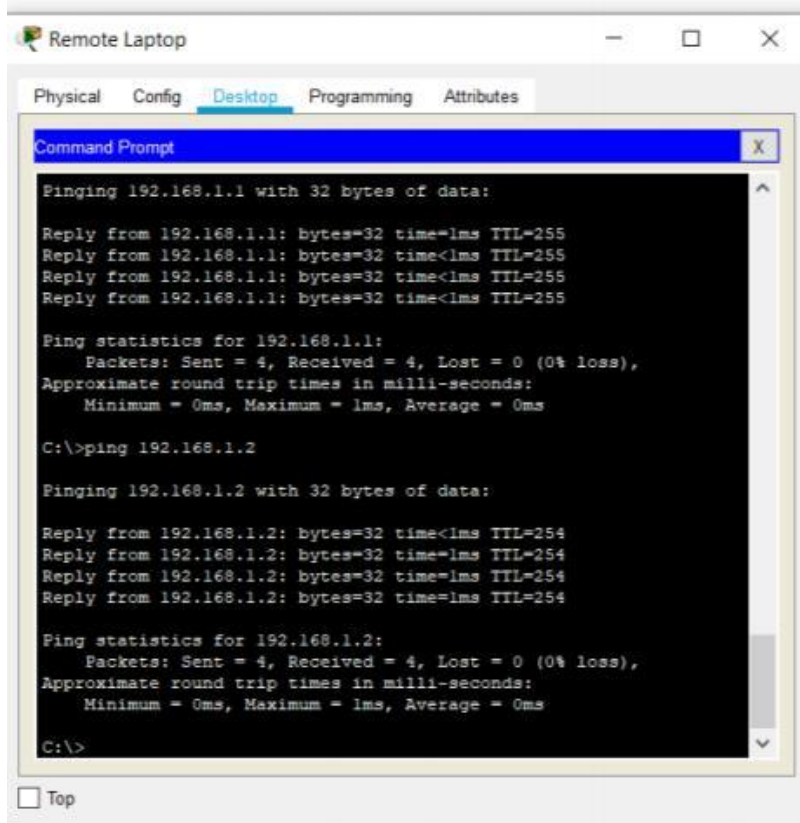 Remote Laptop
Physical Config Desktop Programming Attributes
Command Prompt X
Pinging 192.168.1.1 with 32 bytes of data:
Reply from 192.168.1.1: bytes=32 time=1ms TTL=255
Reply from 192.168.1.1: bytes=32 time<1ms TTL=255
Reply from 192.168.1.1: bytes=32 time<1ms TTL=255
Reply from 192.168.1.1: bytes=32 time<1ms TTL=255
Ping statistics for 192.168.1.1:
Packets: Sent = 4, Received = 4, Lost = 0 (0% loss),
Approximate round trip times in milli-seconds:
Minimum = 0ms, Maximum = 1ms, Average = 0ms
C:\>ping 192.168.1.2
Pinging 192.168.1.2 with 32 bytes of data:
Reply from 192.168.1.2: bytes=32 time<1ms TTL=254
Reply from 192.168.1.2: bytes=32 time=1ms TTL=254
Reply from 192.168.1.2: bytes=32 time<1ms TTL=254
Reply from 192.168.1.2: bytes=32 time=1ms TTL=254
Ping statistics for 192.168.1.2:
Packets: Sent = 4, Received = 4, Lost = 0 (0% loss),
Approximate round trip times in milli-seconds:
Minimum = 0ms, Maximum = 1ms, Average = 0ms
C:\>
Top